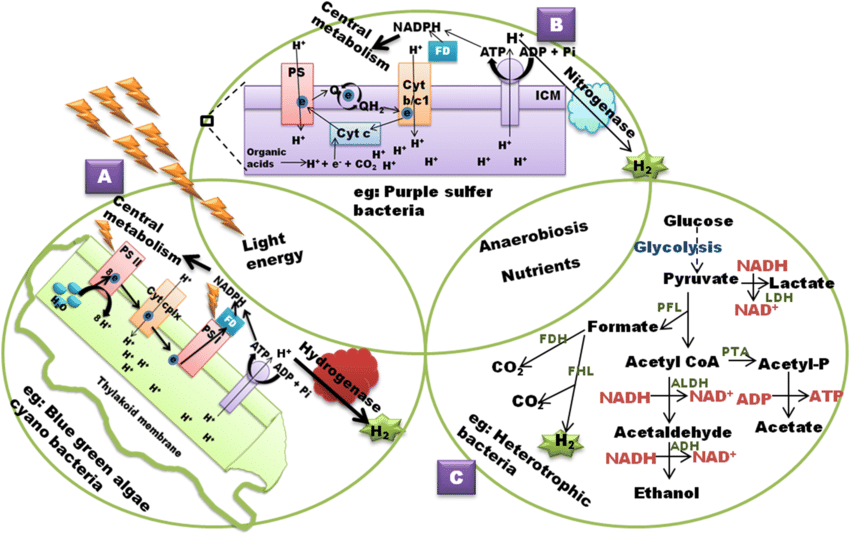 B
Central
metabolism
NADPH
H⁺
H⁺
FD
H⁺
ATP
ADP + Pi
Nitrogenase
PS
e
Q
e
QH₂
Cyt
b/c1
e
ICM
Cyt c
H⁺
H⁺
H⁺
Organic
acids
H⁺ + e⁻ + CO₂
H⁺
H⁺
H⁺
H⁺
H⁺
H⁺
H⁺
H₂
eg: Purple sulfer
bacteria
A
Light
energy
Anaerobiosis
Nutrients
Central
metabolism
PS II
8e
e
H₂O
8 H⁺
H⁺
Cyt cplx
e
PSI
FD
NADPH
ATP
H⁺
ADP + Pi
Hydrogenase
H₂
H⁺
H⁺
H⁺
H⁺
H⁺
H⁺
H⁺
H⁺
H⁺
H⁺
Thylakoid membrane
eg: Blue green algae
cyano bacteria
Glucose
Glycolysis
Pyruvate
NADH
Lactate
LDH
NAD⁺
PFL
Formate
FDH
CO₂
FHL
CO₂
H₂
Acetyl CoA
PTA
Acetyl-P
NADH
ALDH
NAD⁺
ADP
ATP
Acetaldehyde
Acetate
NADH
ADH
NAD⁺
Ethanol
eg: Heterotrophic
bacteria
C